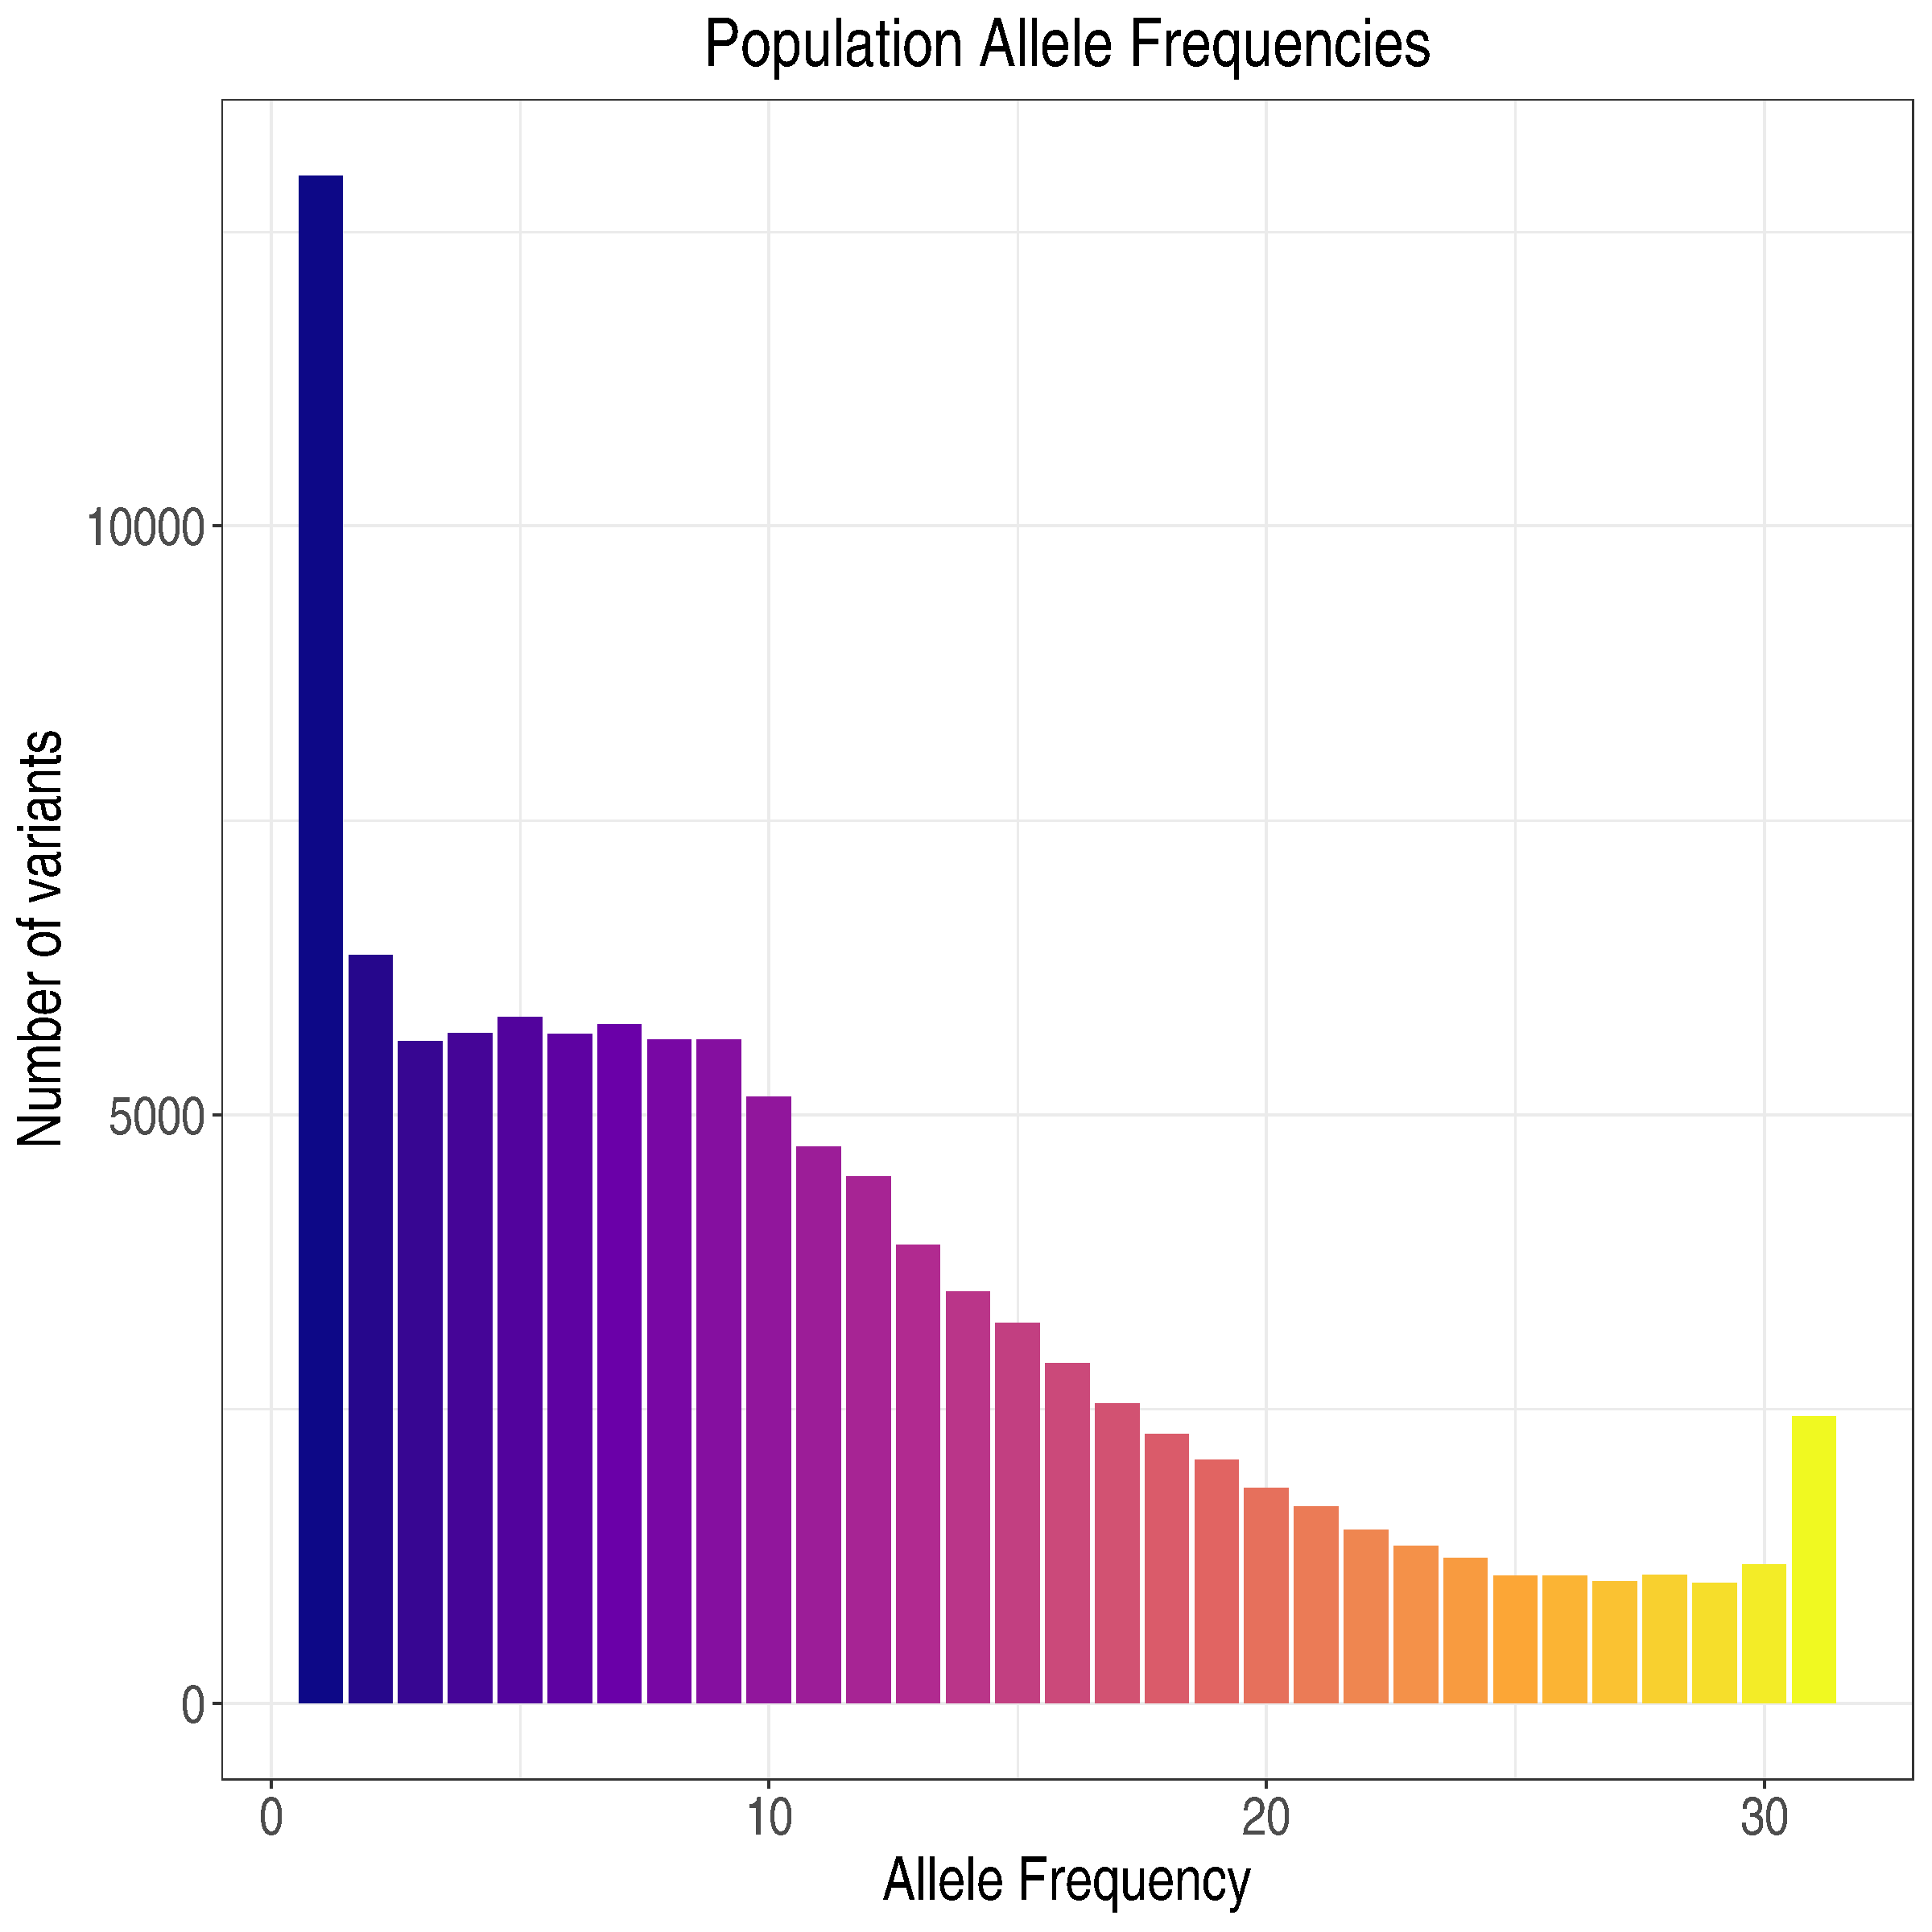 Population Allele Frequencies
Number of variants
10000
5000
0
0 10 20 30
Allele Frequency